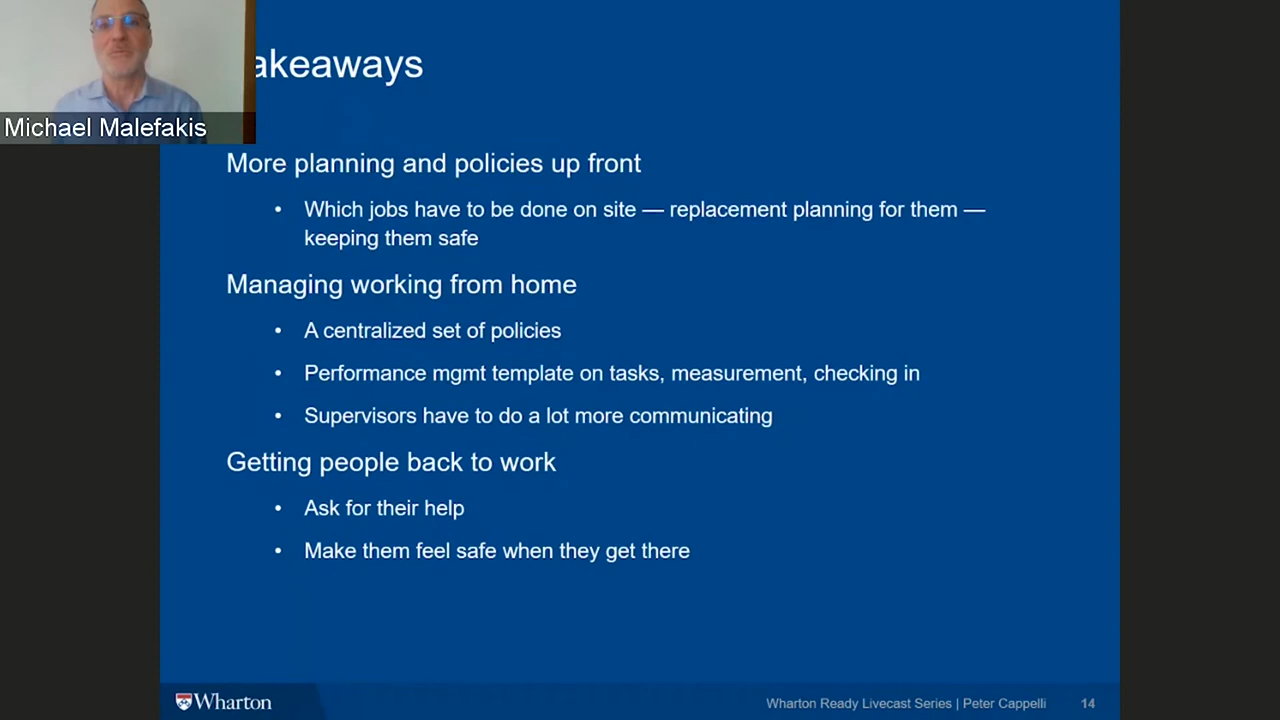 akeaways
Michael Malefakis
More planning and policies up front
• Which jobs have to be done on site — replacement planning for them —
keeping them safe
Managing working from home
• A centralized set of policies
• Performance mgmt template on tasks, measurement, checking in
• Supervisors have to do a lot more communicating
Getting people back to work
• Ask for their help
• Make them feel safe when they get there
Wharton
Wharton Ready Livecast Series | Peter Cappelli 14